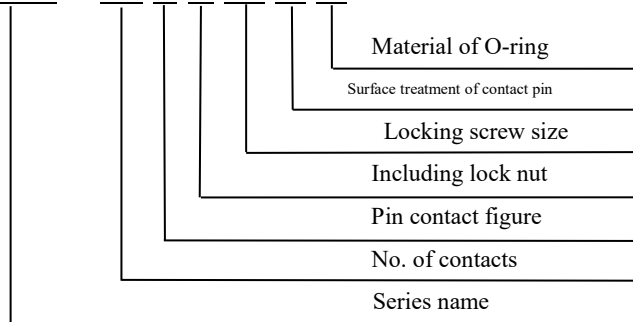 Material of O-ring
Surface treatment of contact pin
Locking screw size
Including lock nut
Pin contact figure
No. of contacts
Series name